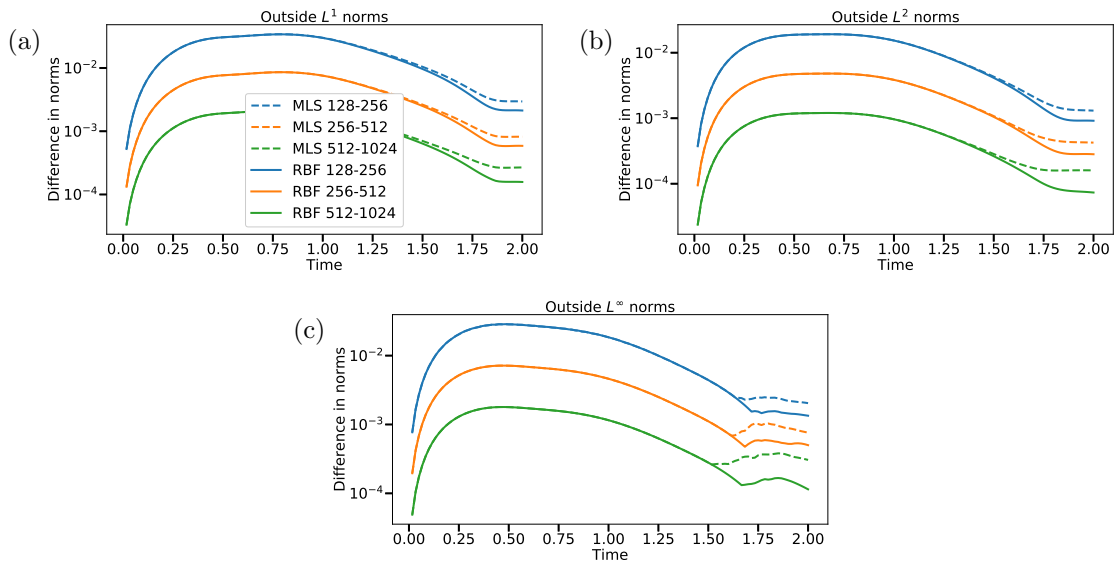 (a)
Outside L¹ norms
Difference in norms
10⁻²
10⁻³
10⁻⁴
MLS 128-256
MLS 256-512
MLS 512-1024
RBF 128-256
RBF 256-512
RBF 512-1024
0.00 0.25 0.50 0.75 1.00 1.25 1.50 1.75 2.00
Time
(b)
Outside L² norms
Difference in norms
10⁻²
10⁻³
10⁻⁴
0.00 0.25 0.50 0.75 1.00 1.25 1.50 1.75 2.00
Time
(c)
Outside L^∞ norms
Difference in norms
10⁻²
10⁻³
10⁻⁴
0.00 0.25 0.50 0.75 1.00 1.25 1.50 1.75 2.00
Time